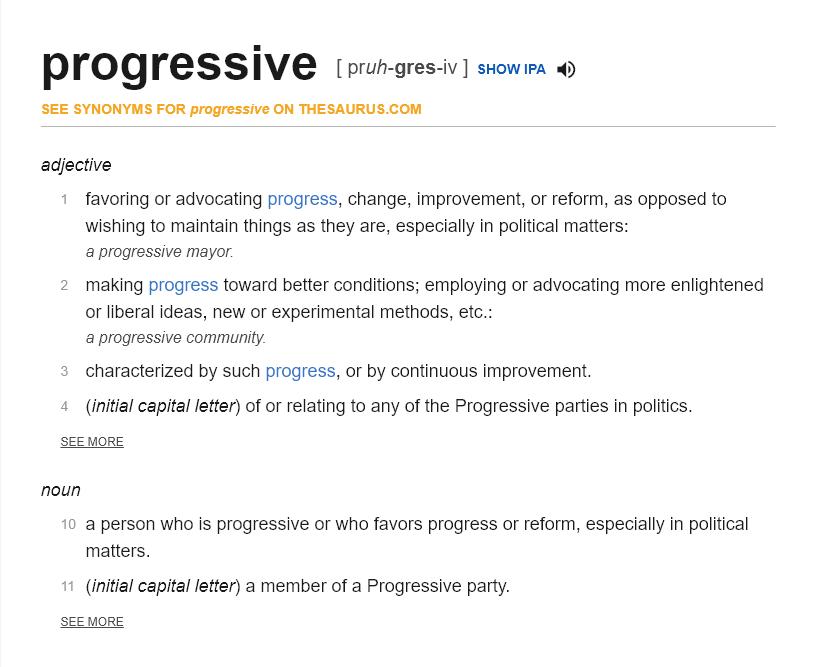 progressive [ pruh-gres-iv ] SHOW IPA
SEE SYNONYMS FOR progressive ON THESAURUS.COM
adjective
1 favoring or advocating progress, change, improvement, or reform, as opposed to
wishing to maintain things as they are, especially in political matters:
a progressive mayor.
2 making progress toward better conditions; employing or advocating more enlightened
or liberal ideas, new or experimental methods, etc.:
a progressive community.
3 characterized by such progress, or by continuous improvement.
4 (initial capital letter) of or relating to any of the Progressive parties in politics.
SEE MORE
noun
10 a person who is progressive or who favors progress or reform, especially in political
matters.
11 (initial capital letter) a member of a Progressive party.
SEE MORE